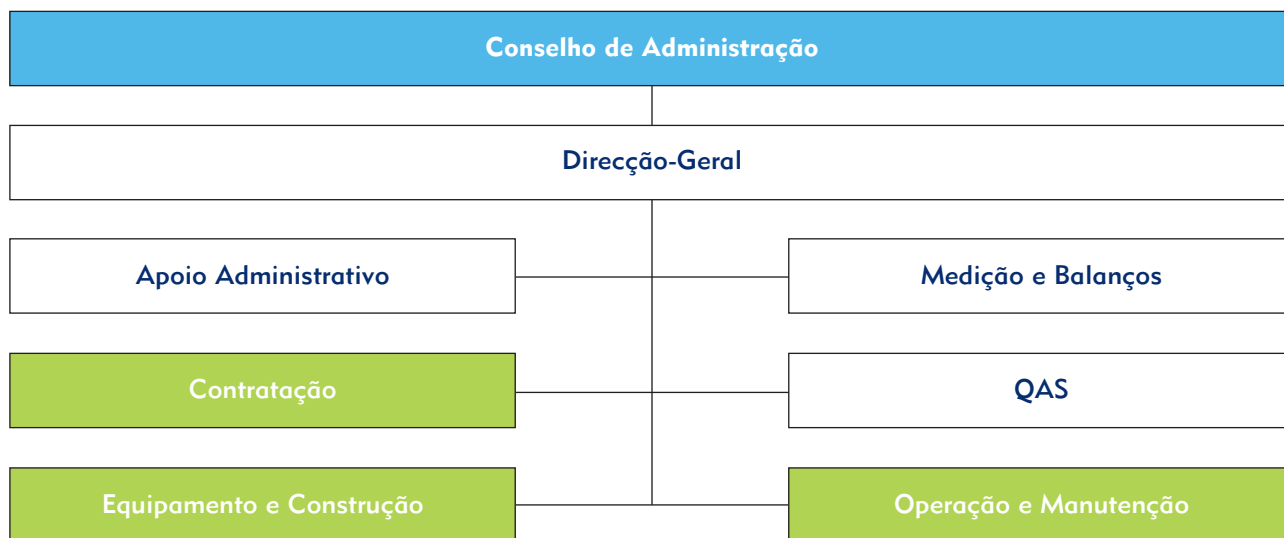 Conselho de Administração
Direcção-Geral
Apoio Administrativo
Medição e Balanços
Contratação
QAS
Equipamento e Construção
Operação e Manutenção